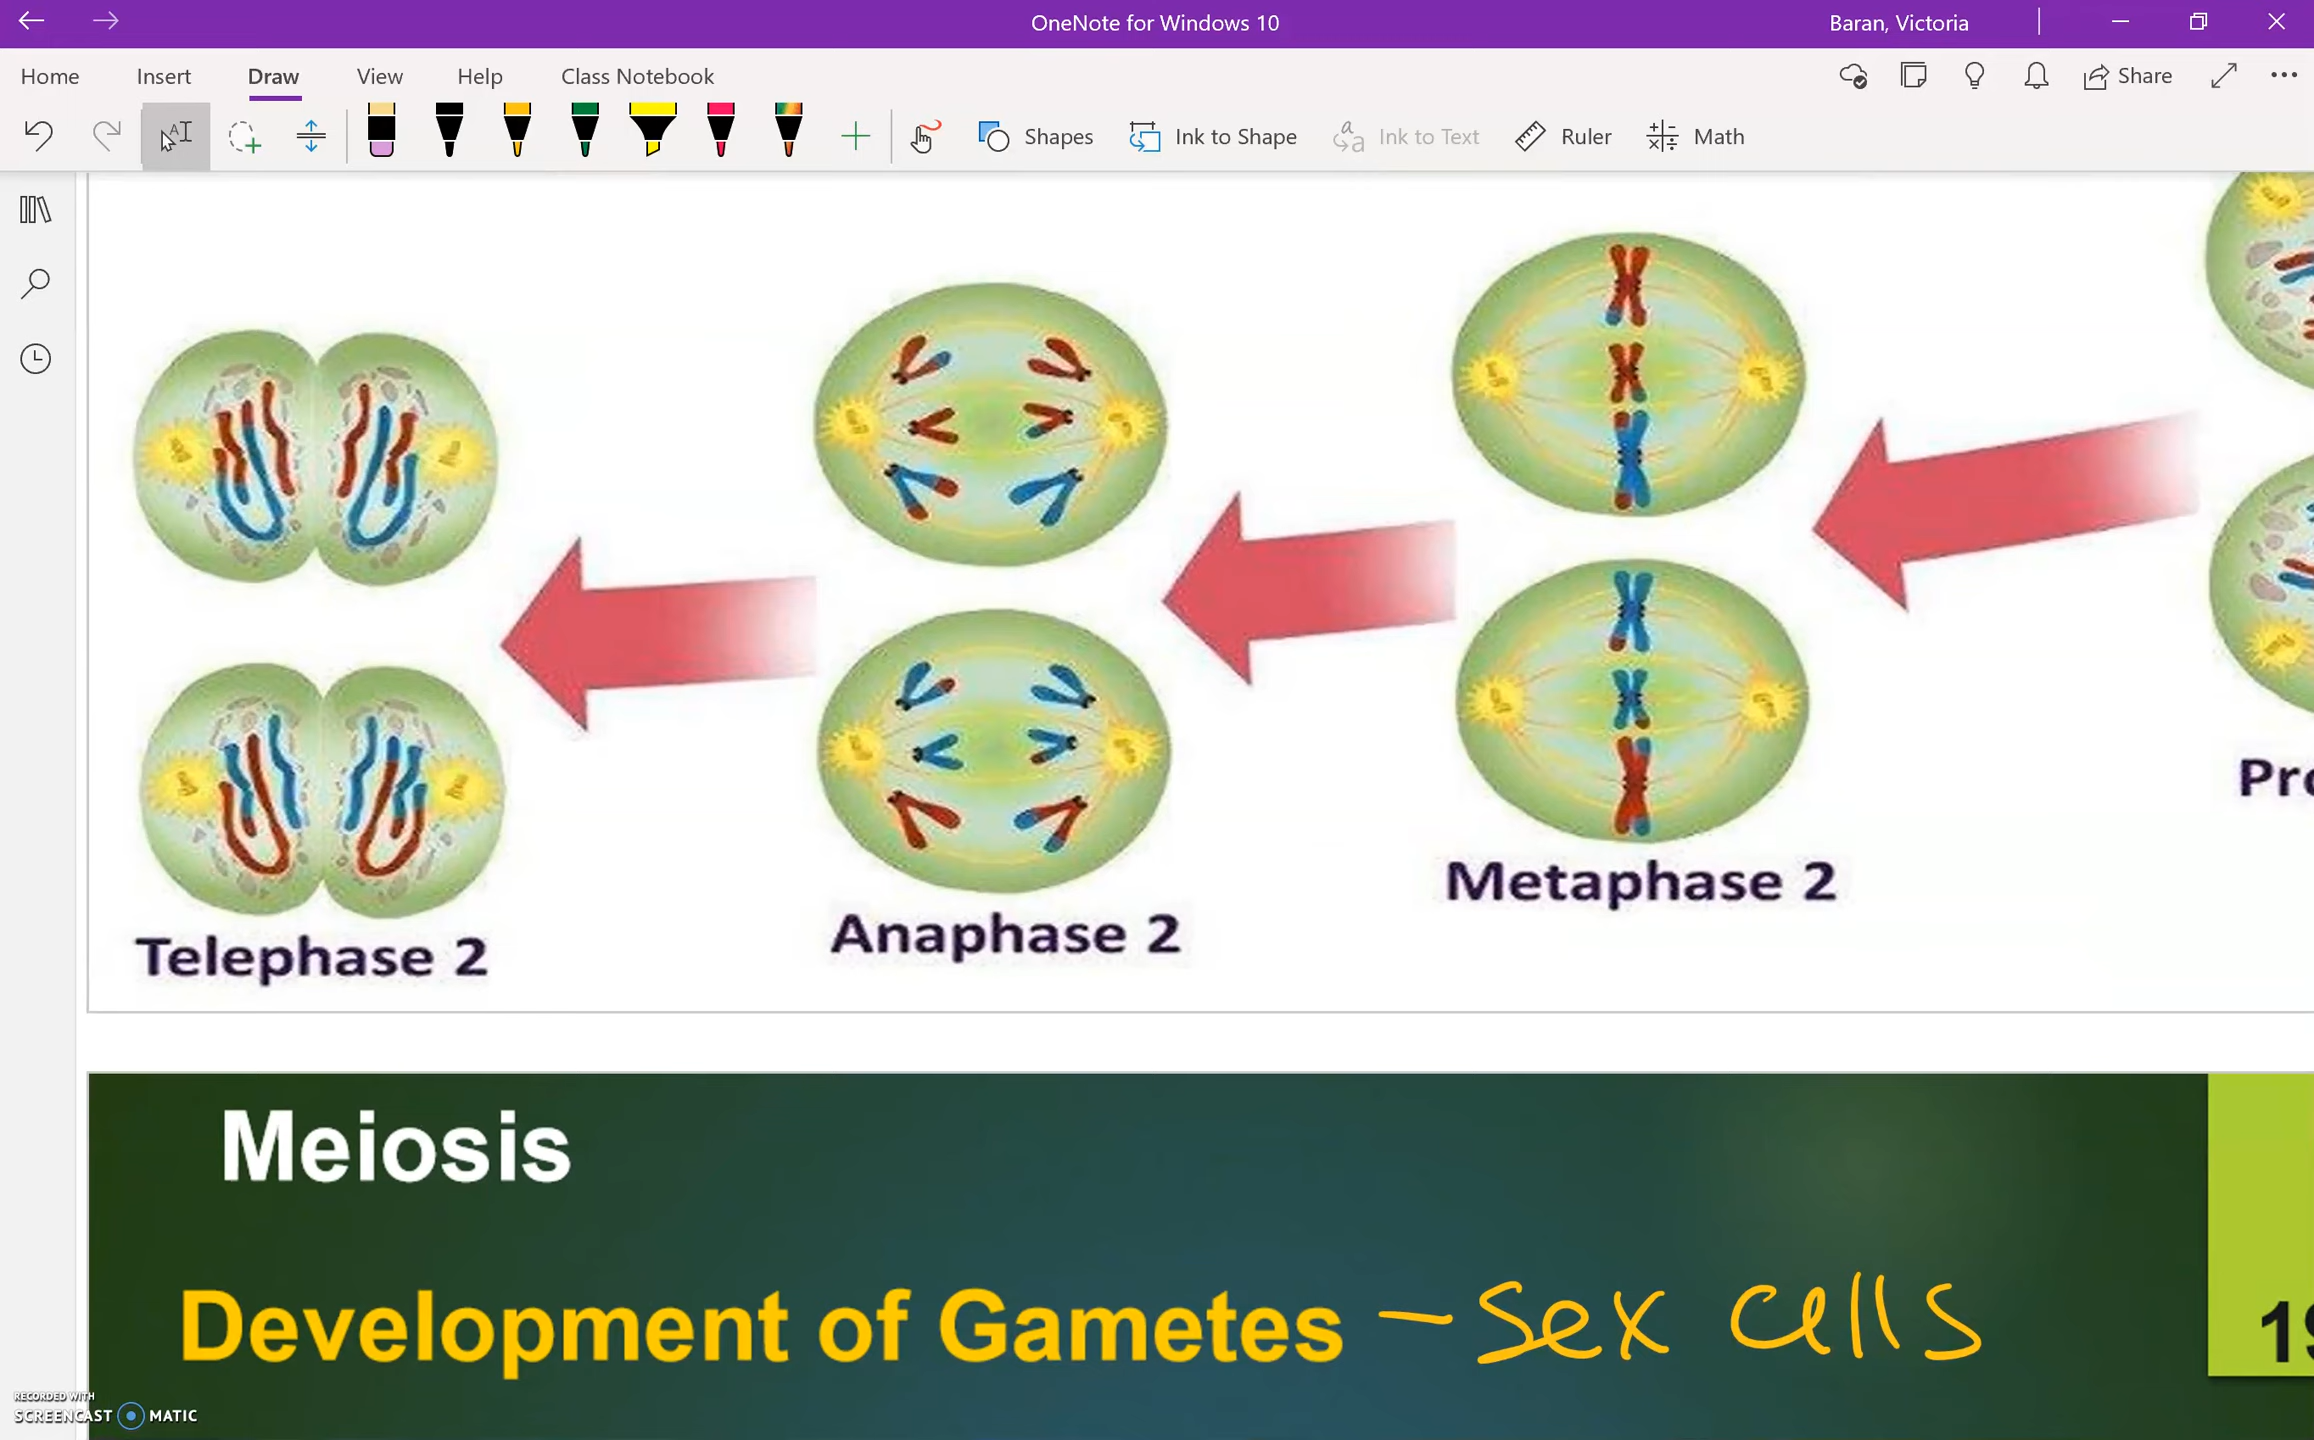 OneNote for Windows 10
Baran, Victoria
Home Insert Draw View Help Class Notebook Share
Shapes Ink to Shape Ink to Text Ruler Math
Metaphase 2
Anaphase 2
Telephase 2
Meiosis
Development of Gametes - sex cells
RECORDED WITH
SCREENCAST MATIC